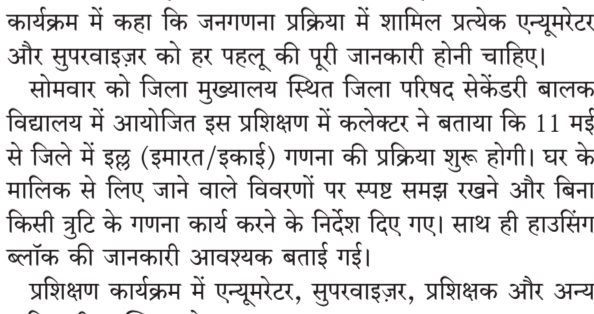 कार्यक्रम में कहा कि जनगणना प्रक्रिया में शामिल प्रत्येक एन्यूमरेटर
और सुपरवाइज़र को हर पहलू की पूरी जानकारी होनी चाहिए।
सोमवार को जिला मुख्यालय स्थित जिला परिषद सेकेंडरी बालक
विद्यालय में आयोजित इस प्रशिक्षण में कलेक्टर ने बताया कि 11 मई
से जिले में इल्ल (इमारत/इकाई) गणना की प्रक्रिया शुरू होगी। घर के
मालिक से लिए जाने वाले विवरणों पर स्पष्ट समझ रखने और बिना
किसी त्रुटि के गणना कार्य करने के निर्देश दिए गए। साथ ही हाउसिंग
ब्लॉक की जानकारी आवश्यक बताई गई।
प्रशिक्षण कार्यक्रम में एन्यूमरेटर, सुपरवाइज़र, प्रशिक्षक और अन्य